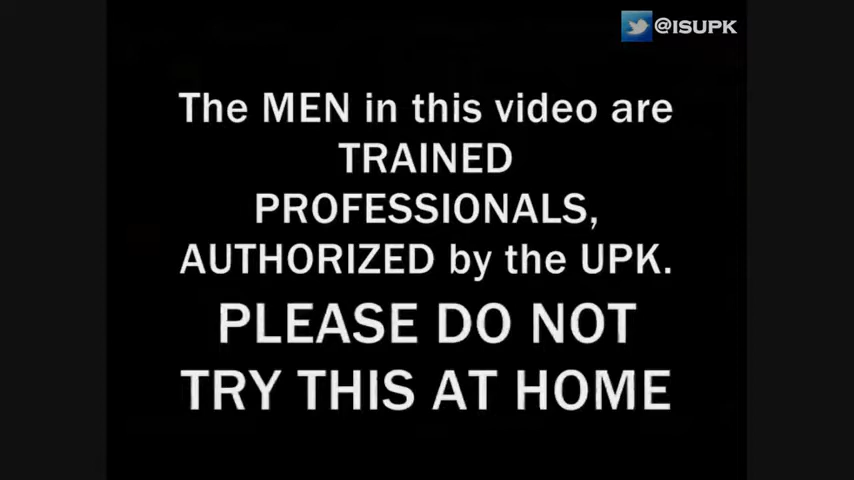 @ISUPK
The MEN in this video are
TRAINED
PROFESSIONALS,
AUTHORIZED by the UPK.
PLEASE DO NOT
TRY THIS AT HOME